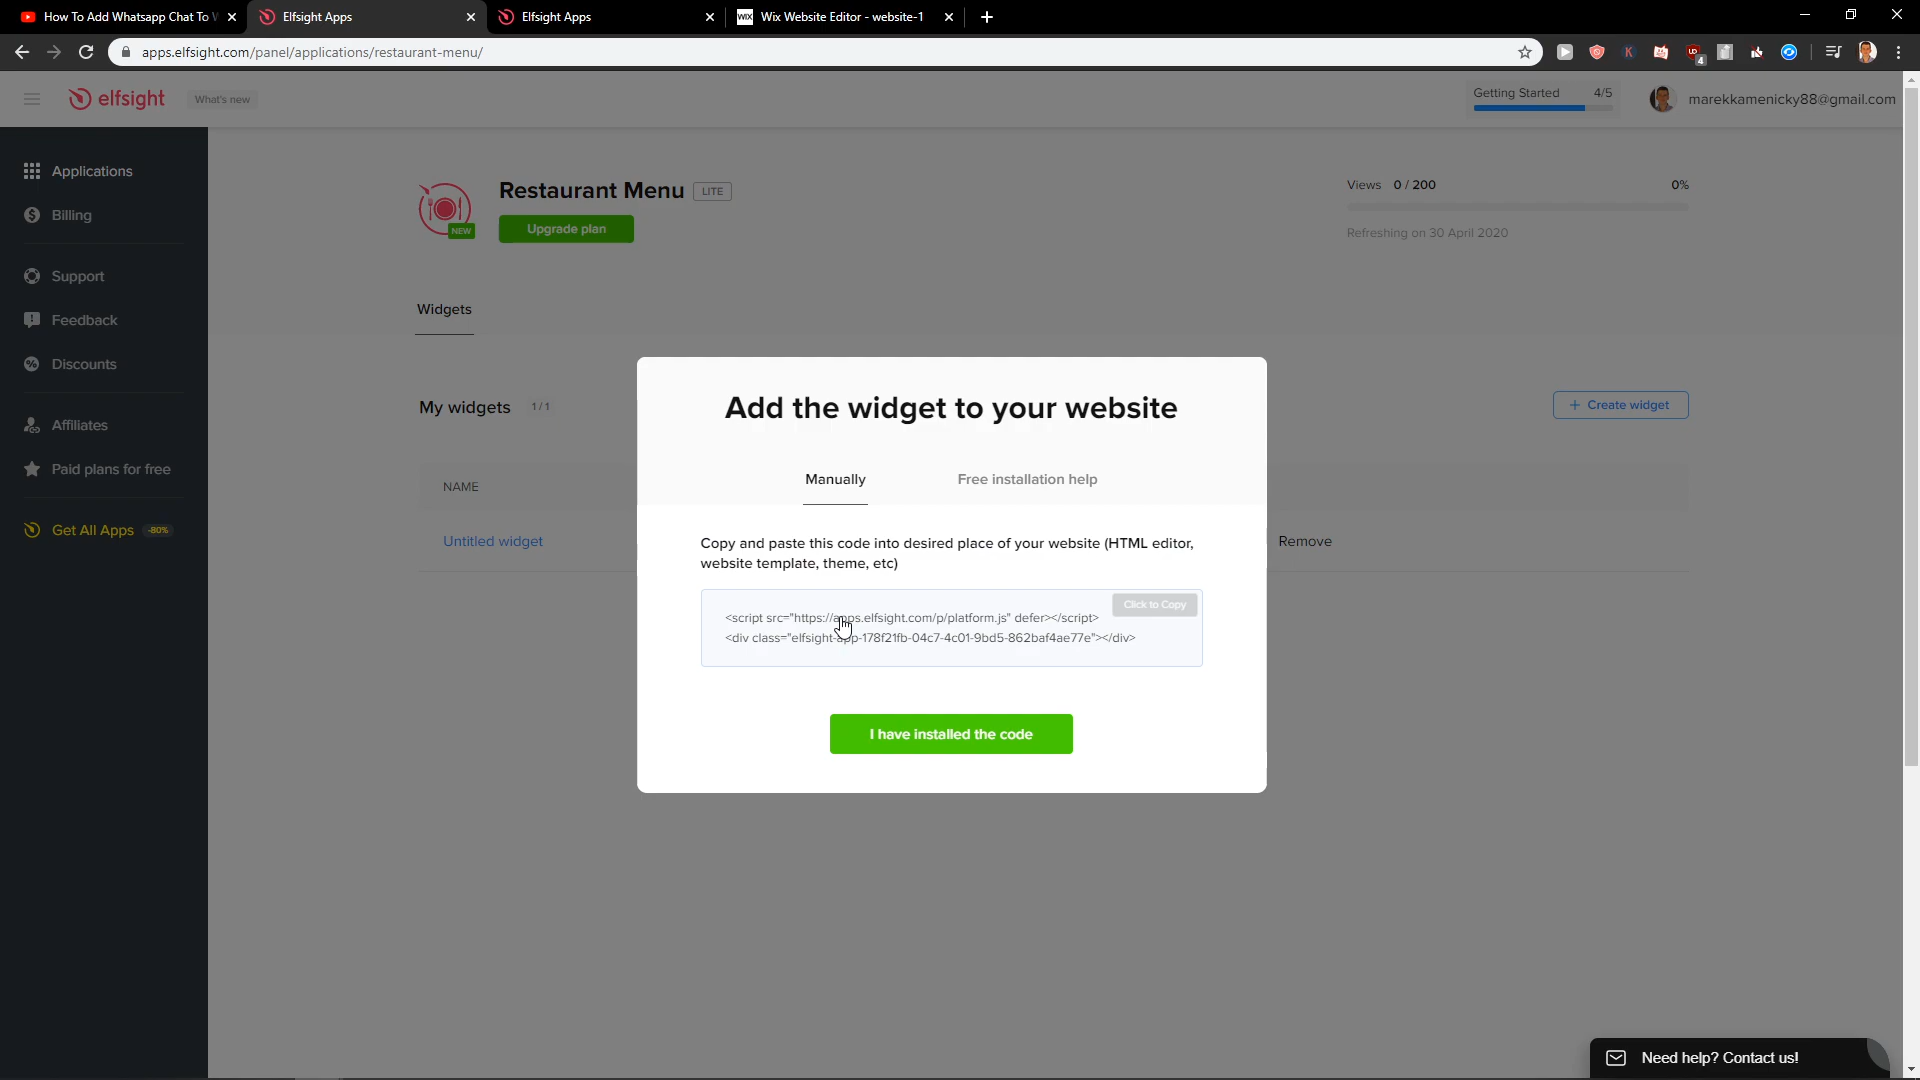 How To Add Whatsapp Chat To W
Elfsight Apps
Elfsight Apps
WIX
Wix Website Editor - website-1
apps.elfsight.com/panel/applications/restaurant-menu/
K
UD
4
elfsight
What's new
Getting Started 4/5
marekkamenicky88@gmail.com
Applications
Billing
Support
Feedback
Discounts
Affiliates
Paid plans for free
Get All Apps -80%
NEW
Restaurant Menu LITE
Upgrade plan
Views 0 / 200 0%
Refreshing on 30 April 2020
Widgets
My widgets 1 / 1
+ Create widget
NAME
Untitled widget
Remove
Add the widget to your website
Manually
Free installation help
Copy and paste this code into desired place of your website (HTML editor,
website template, theme, etc)
Click to Copy
<script src="https://apps.elfsight.com/p/platform.js" defer></script>
<div class="elfsight-app-178f21fb-04c7-4c01-9bd5-862baf4ae77e"></div>
I have installed the code
Need help? Contact us!